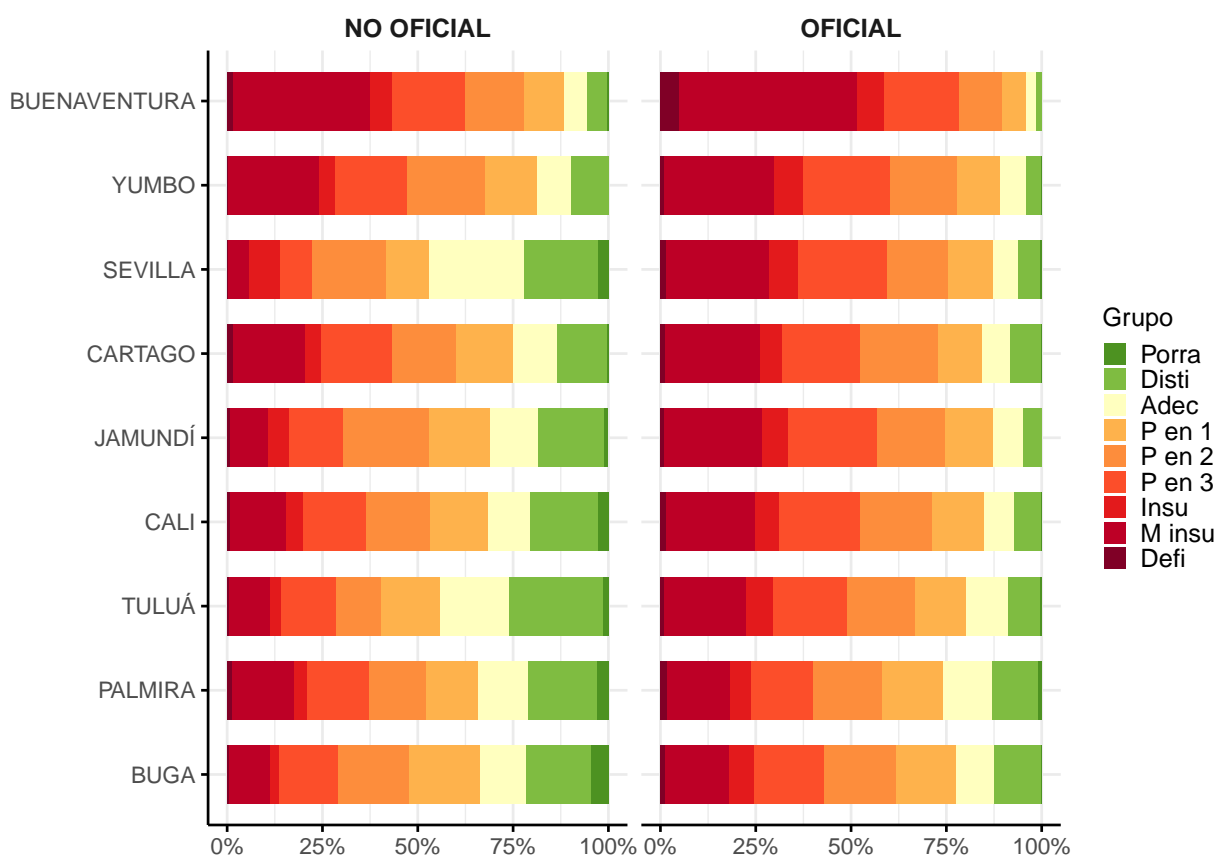 NO OFICIAL
OFICIAL
BUENAVENTURA
YUMBO
SEVILLA
CARTAGO
JAMUNDÍ
CALI
TULUÁ
PALMIRA
BUGA
0% 25% 50% 75% 100%
0% 25% 50% 75% 100%
Grupo
Porra
Disti
Adec
P en 1
P en 2
P en 3
Insu
M insu
Defi